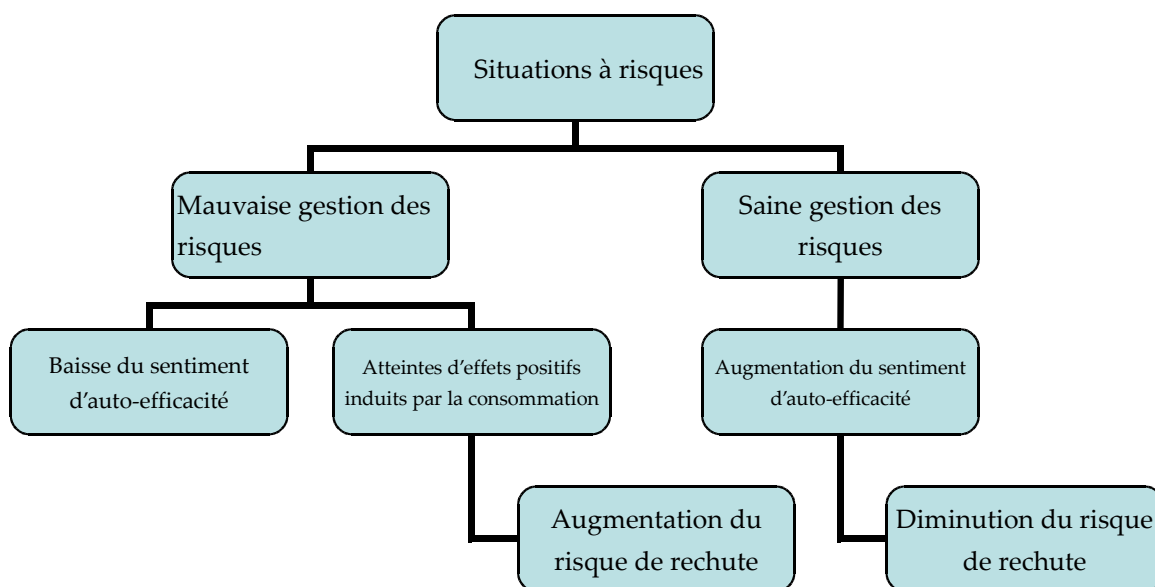 Situations à risques
Mauvaise gestion des
risques
Saine gestion des
risques
Baisse du sentiment
d'auto-efficacité
Atteintes d'effets positifs
induits par la consommation
Augmentation du sentiment
d'auto-efficacité
Augmentation du
risque de rechute
Diminution du risque
de rechute